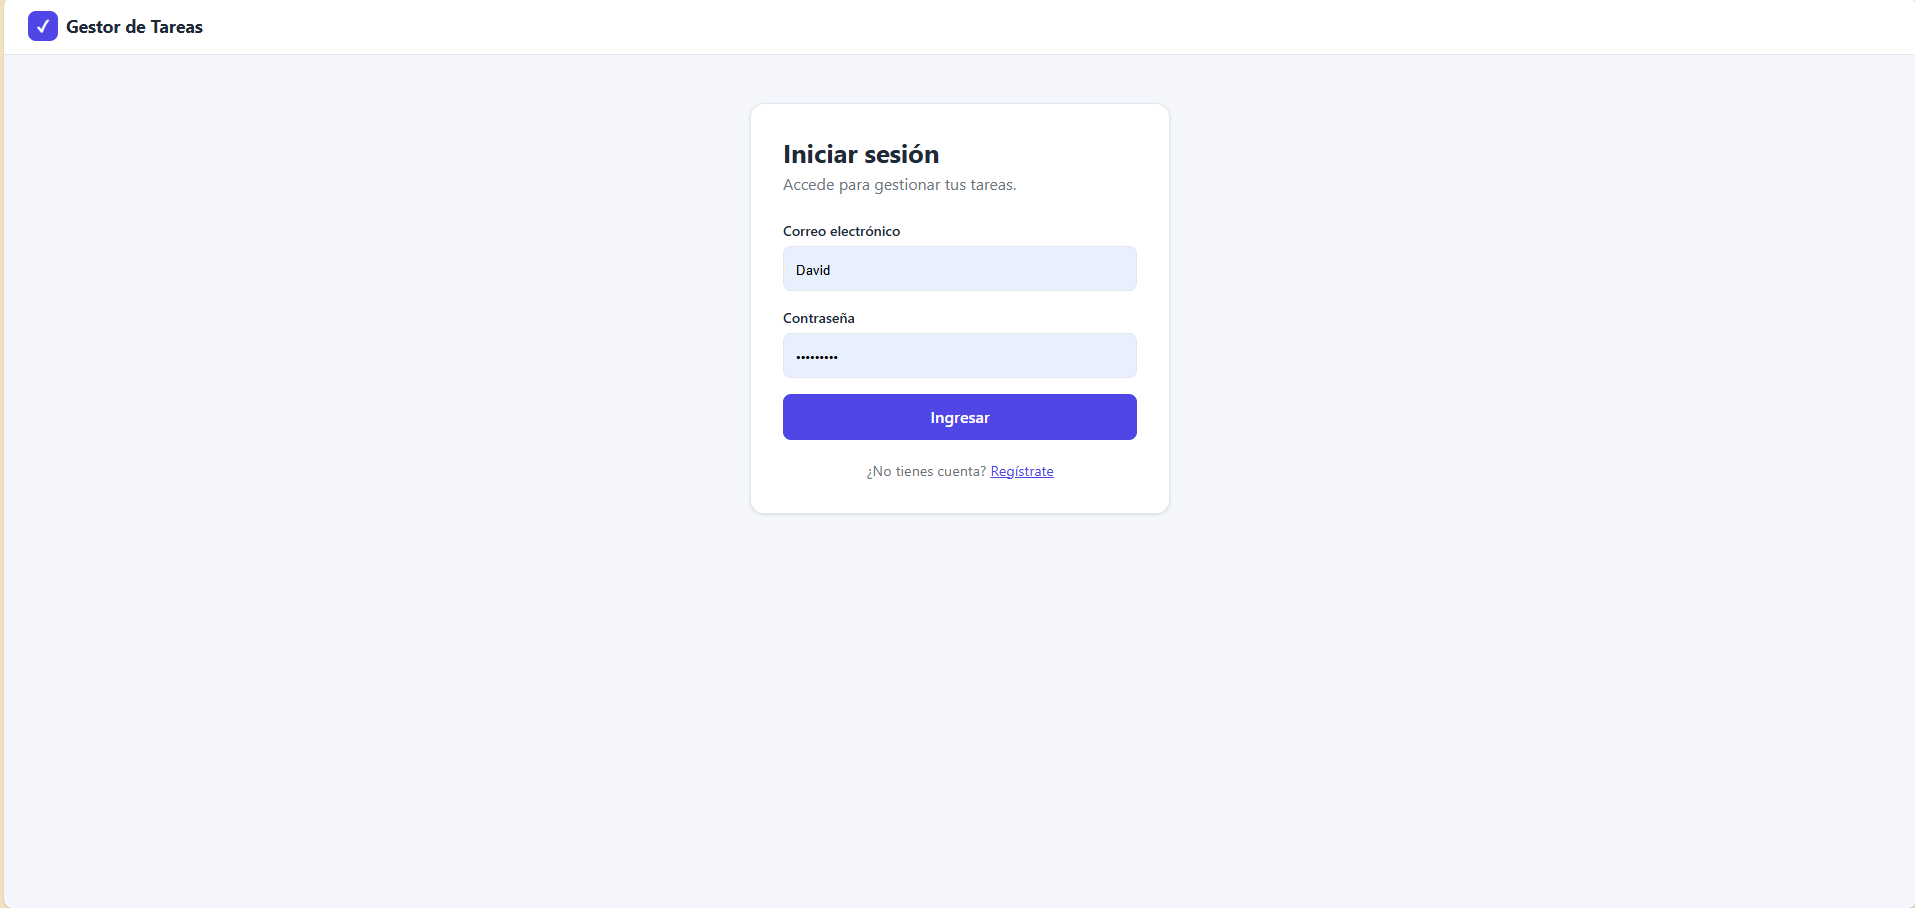 Gestor de Tareas
Iniciar sesión
Accede para gestionar tus tareas.
Correo electrónico
David
Contraseña
•••••••••
Ingresar
¿No tienes cuenta? Regístrate